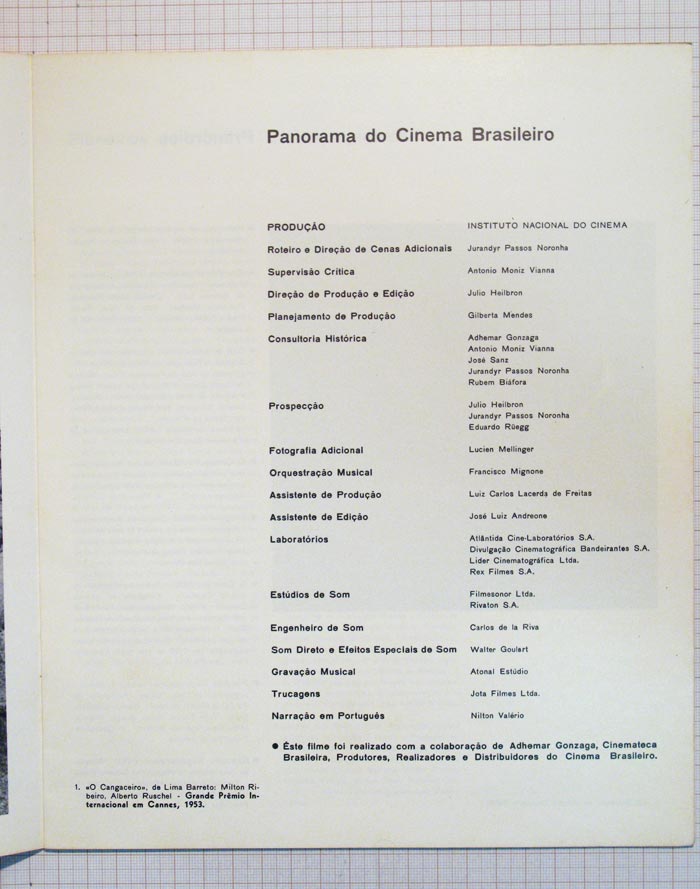 Panorama do Cinema Brasileiro
PRODUÇÃO INSTITUTO NACIONAL DO CINEMA
Roteiro e Direção de Cenas Adicionais Jurandyr Passos Noronha
Supervisão Crítica Antonio Moniz Vianna
Direção de Produção e Edição Julio Heilbron
Planejamento de Produção Gilberta Mendes
Consultoria Histórica Adhemar Gonzaga
Antonio Moniz Vianna
José Sanz
Jurandyr Passos Noronha
Rubem Biáfora
Prospecção Julio Heilbron
Jurandyr Passos Noronha
Eduardo Rüegg
Fotografia Adicional Lucien Mellinger
Orquestração Musical Francisco Mignone
Assistente de Produção Luiz Carlos Lacerda de Freitas
Assistente de Edição José Luiz Andreone
Laboratórios Atlântida Cine-Laboratórios S.A.
Divulgação Cinematográfica Bandeirantes S.A.
Líder Cinematográfica Ltda.
Rex Filmes S.A.
Estúdios de Som Filmesonor Ltda.
Rivaton S.A.
Engenheiro de Som Carlos de la Riva
Som Direto e Efeitos Especiais de Som Walter Goulart
Gravação Musical Atonal Estúdio
Trucagens Jota Filmes Ltda.
Narração em Português Nilton Valério
● Êste filme foi realizado com a colaboração de Adhemar Gonzaga, Cinemateca
Brasileira, Produtores, Realizadores e Distribuidores do Cinema Brasileiro.
1. «O Cangaceiro», de Lima Barreto: Milton Ri-
beiro, Alberto Ruschel - Grande Prêmio In-
ternacional em Cannes, 1953.